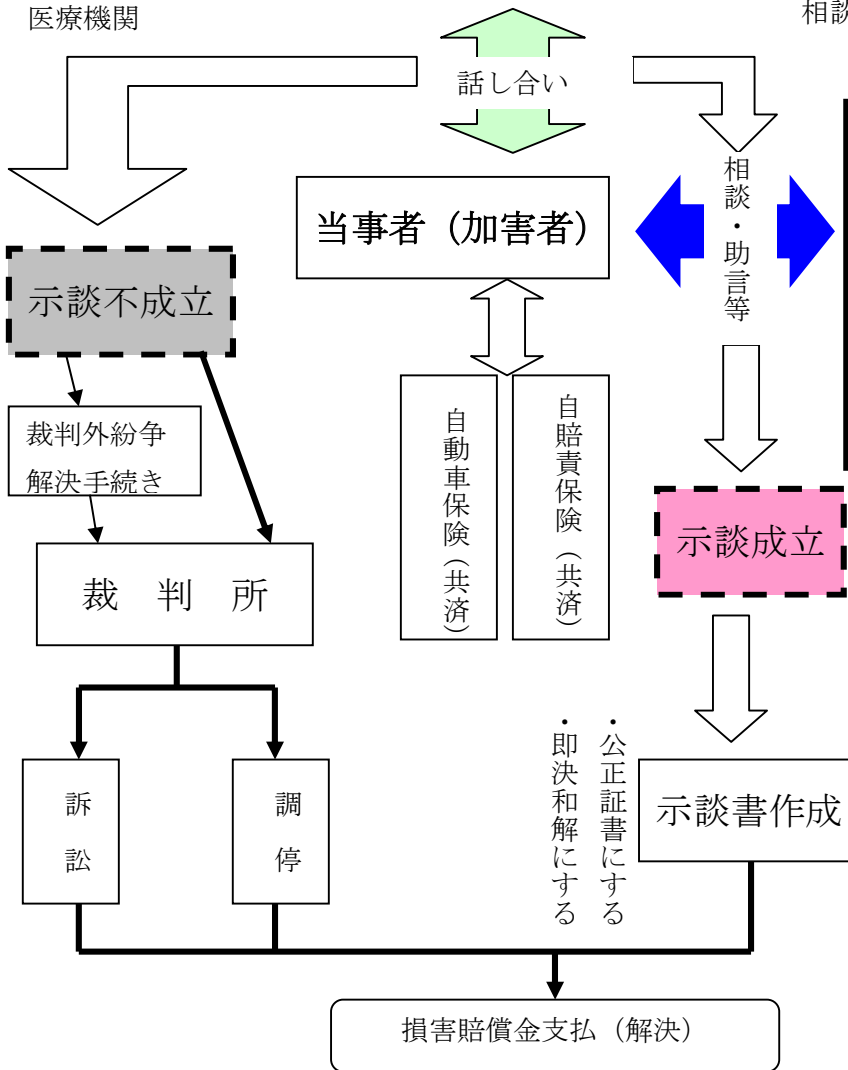 医療機関
相談
話し合い
当事者（加害者）
相談・助言等
示談不成立
裁判外紛争
解決手続き
自動車保険（共済）
自賠責保険（共済）
示談成立
裁　判　所
・公正証書にする
・即決和解にする
訴訟
調停
示談書作成
損害賠償金支払（解決）